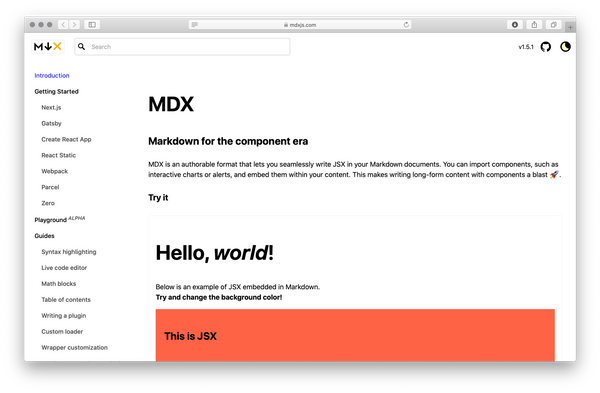 mdxjs.com
M↓X
Search
v1.5.1
Introduction
Getting Started
Next.js
Gatsby
Create React App
React Static
Webpack
Parcel
Zero
Playground ALPHA
Guides
Syntax highlighting
Live code editor
Math blocks
Table of contents
Writing a plugin
Custom loader
Wrapper customization
MDX
Markdown for the component era
MDX is an authorable format that lets you seamlessly write JSX in your Markdown documents. You can import components, such as
interactive charts or alerts, and embed them within your content. This makes writing long-form content with components a blast 🚀.
Try it
Hello, world!
Below is an example of JSX embedded in Markdown.
Try and change the background color!
This is JSX